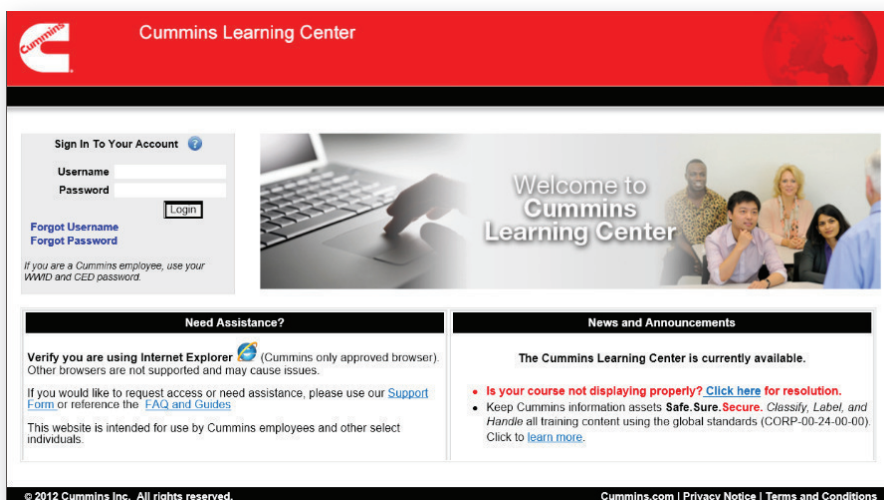 Cummins
Cummins Learning Center
Sign In To Your Account ?
Username
Password
Login
Forgot Username
Forgot Password
If you are a Cummins employee, use your
WWID and CED password.
Welcome to
Cummins
Learning Center
Need Assistance?
Verify you are using Internet Explorer (Cummins only approved browser).
Other browsers are not supported and may cause issues.
If you would like to request access or need assistance, please use our Support
Form or reference the FAQ and Guides
This website is intended for use by Cummins employees and other select
individuals.
News and Announcements
The Cummins Learning Center is currently available.
• Is your course not displaying properly? Click here for resolution.
• Keep Cummins information assets Safe.Sure.Secure. Classify, Label, and
Handle all training content using the global standards (CORP-00-24-00-00).
Click to learn more.
© 2012 Cummins Inc. All rights reserved.
Cummins.com | Privacy Notice | Terms and Conditions